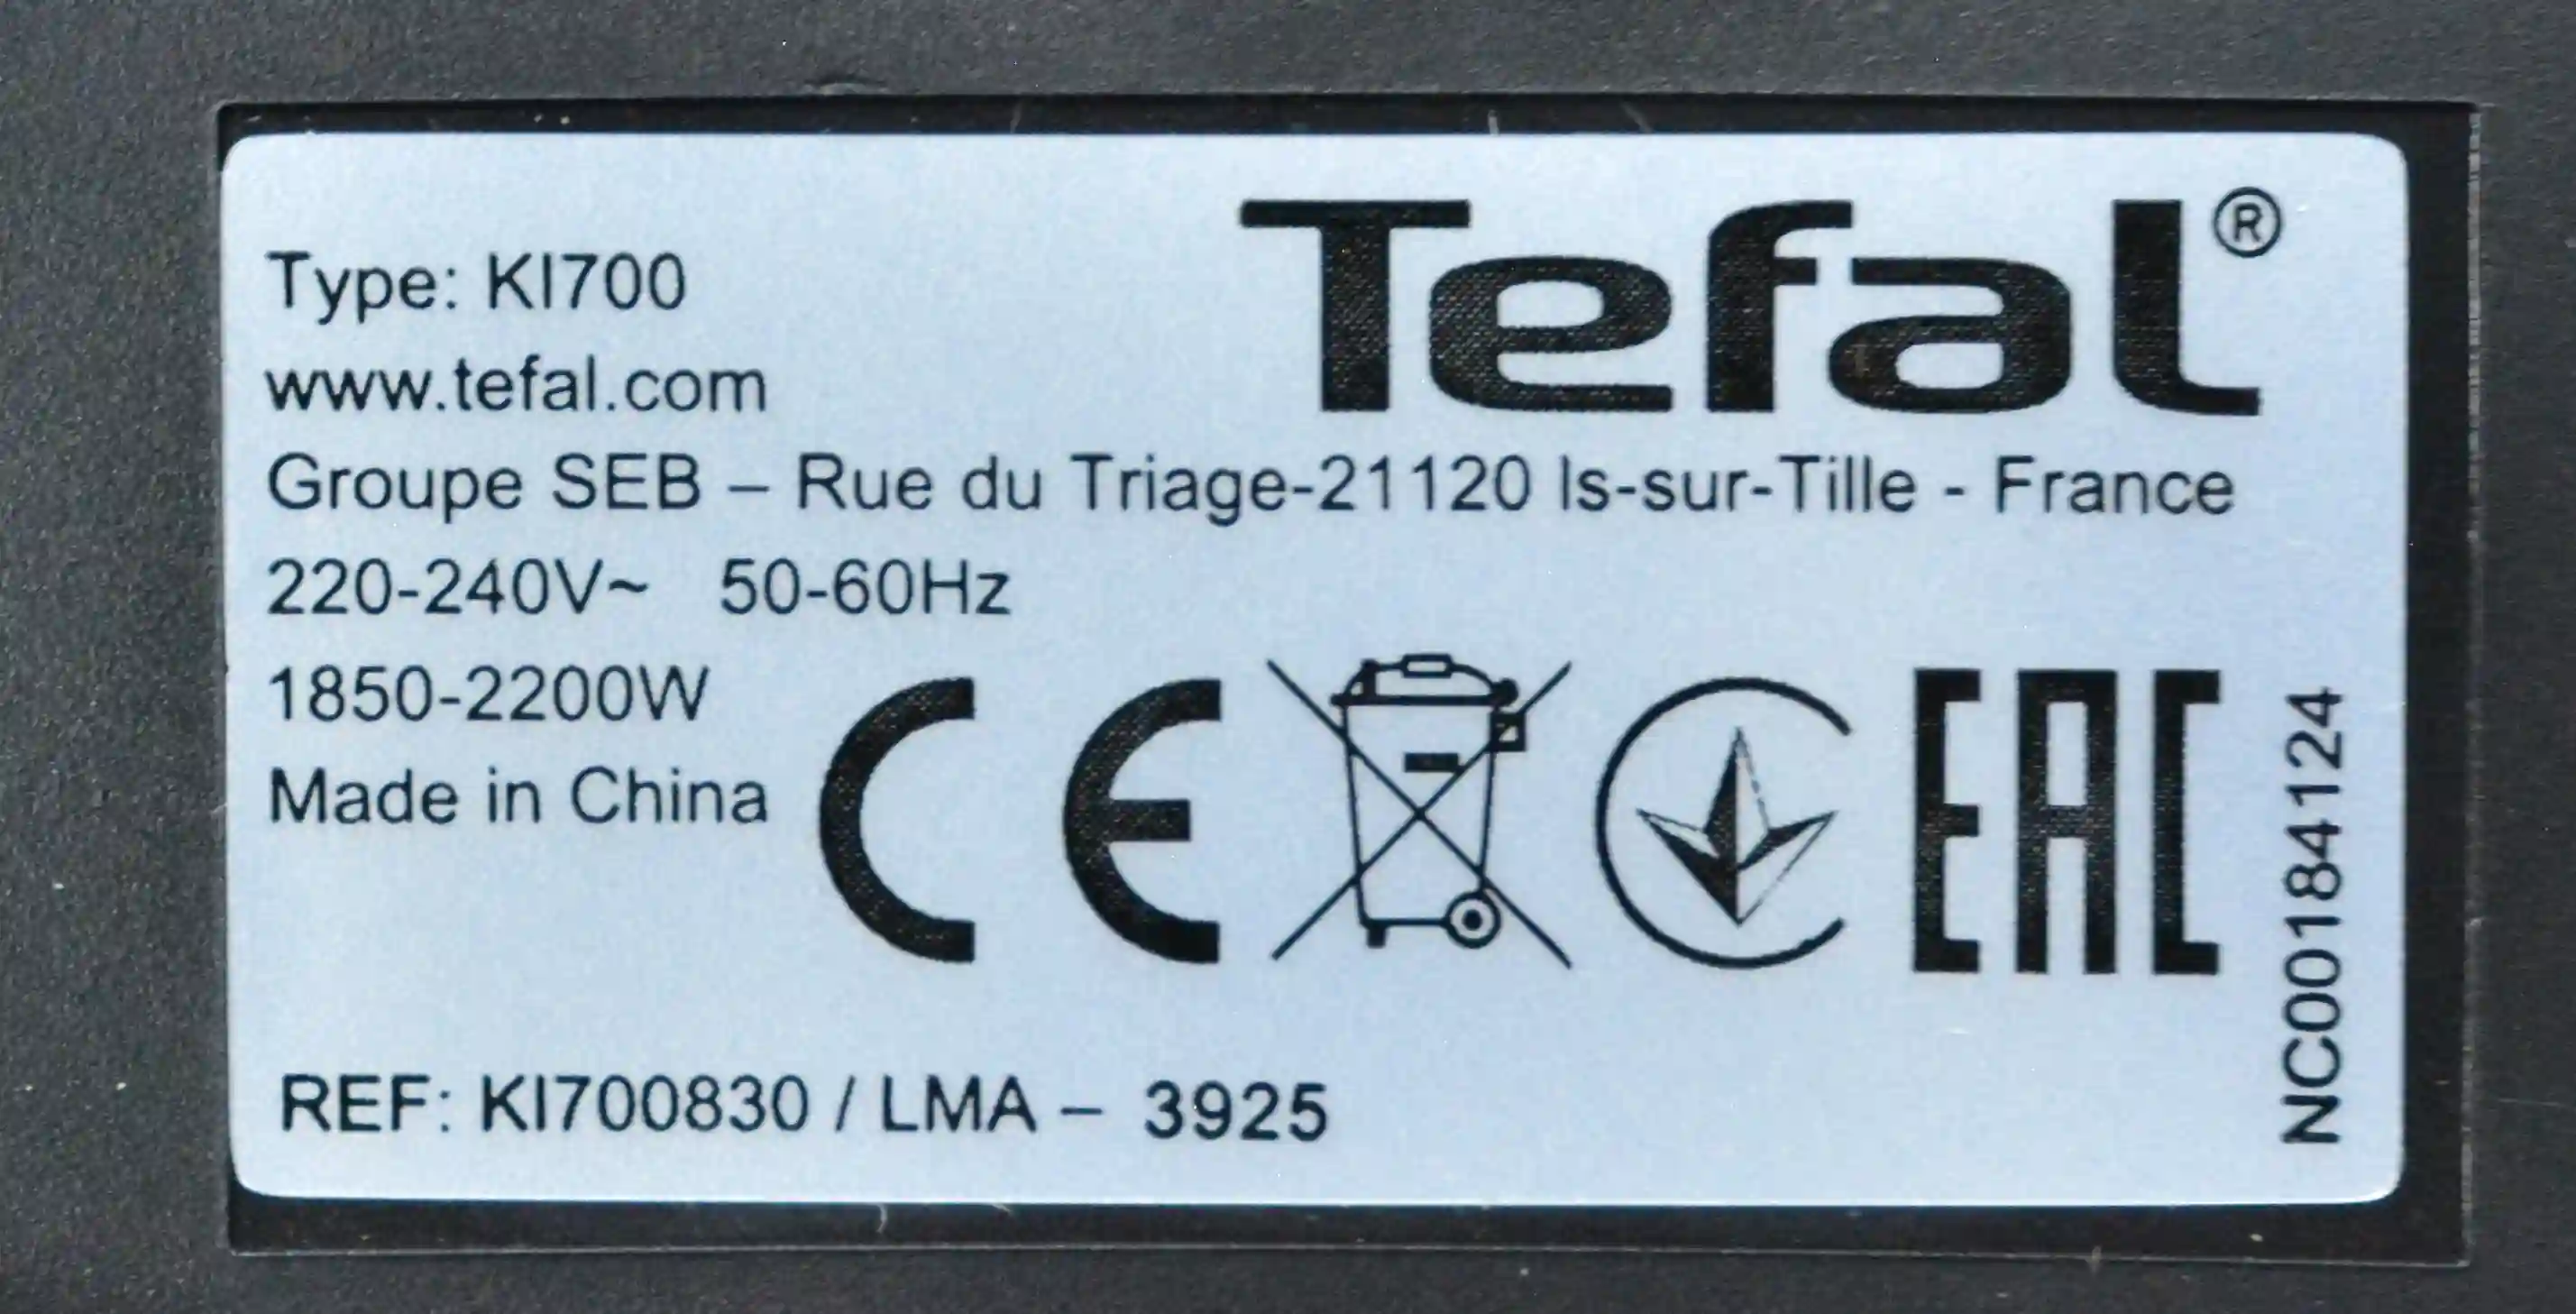 Tefal®
Type: KI700
www.tefal.com
Groupe SEB – Rue du Triage-21120 Is-sur-Tille - France
220-240V~ 50-60Hz
1850-2200W
Made in China
CE
EAC
NC00184124
REF: KI700830 / LMA – 3925